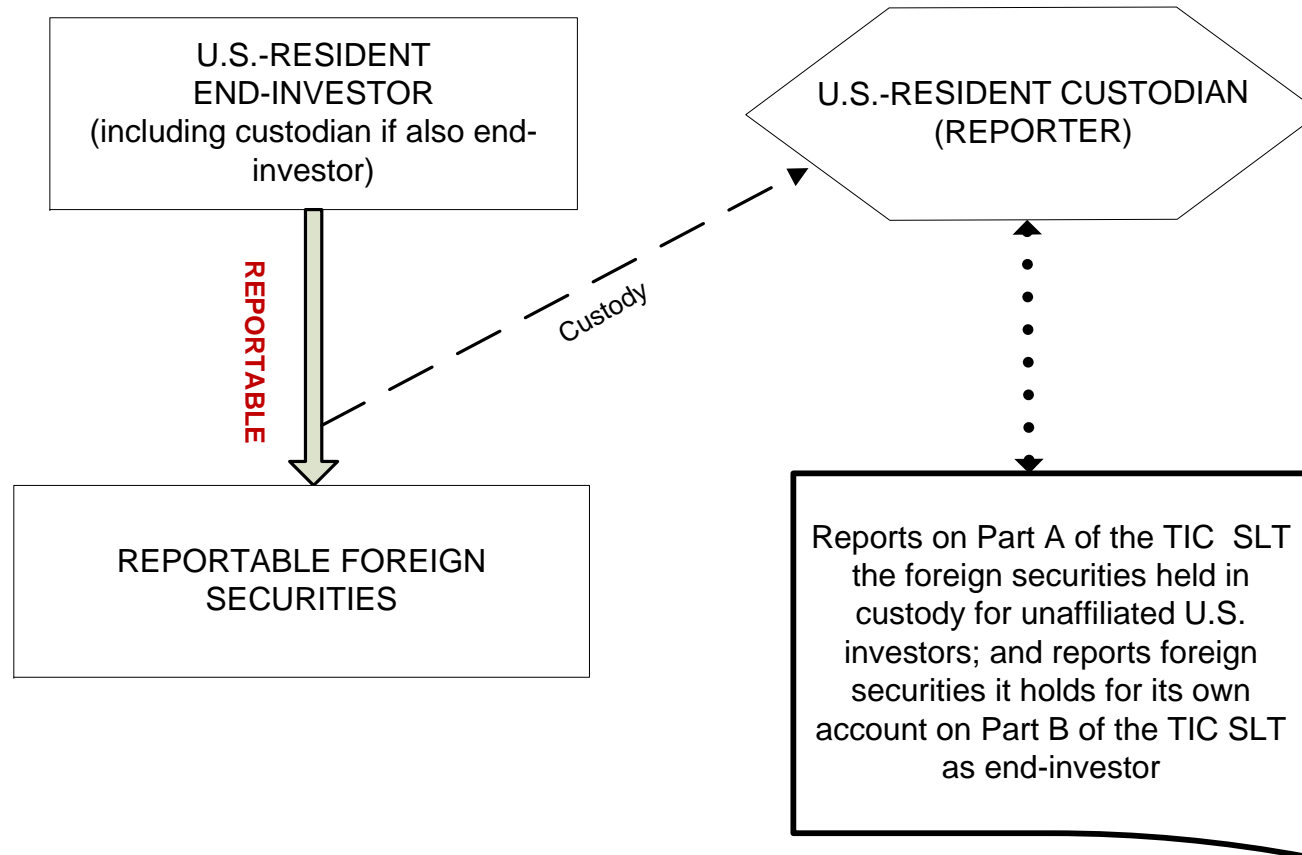 U.S.-RESIDENT
END-INVESTOR
(including custodian if also end-
investor)
U.S.-RESIDENT CUSTODIAN
(REPORTER)
REPORTABLE
Custody
REPORTABLE FOREIGN
SECURITIES
Reports on Part A of the TIC  SLT
the foreign securities held in
custody for unaffiliated U.S.
investors; and reports foreign
securities it holds for its own
account on Part B of the TIC SLT
as end-investor